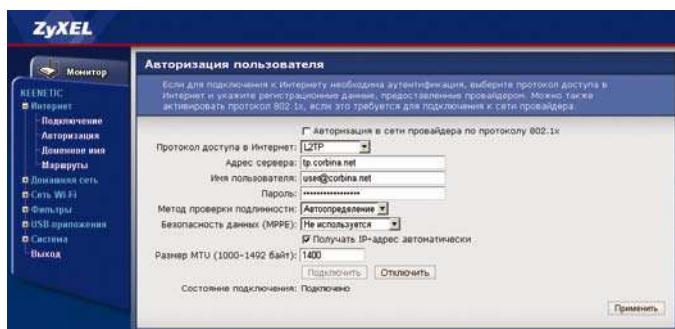 ZyXEL
Монитор
KEENETIC
Интернет
Подключение
Авторизация
Доменное имя
Маршруты
Домашняя сеть
Сеть Wi-Fi
Фильтры
USB-приложения
Система
Выход
Авторизация пользователя
Если для подключения к Интернету необходима аутентификация, выберите протокол доступа в
Интернет и укажите регистрационные данные, предоставленные провайдером. Можно также
активировать протокол 802.1x, если это требуется для подключения к сети провайдера.
Авторизация в сети провайдера по протоколу 802.1x
Протокол доступа в Интернет: L2TP
Адрес сервера: tp.corbina.net
Имя пользователя: user@corbina.net
Пароль: ••••••••••••••••
Метод проверки подлинности: Автоопределение
Безопасность данных (MPPE): Не используется
Получать IP-адрес автоматически
Размер MTU (1000-1492 байт): 1400
Подключить Отключить
Состояние подключения: Подключено
Применить